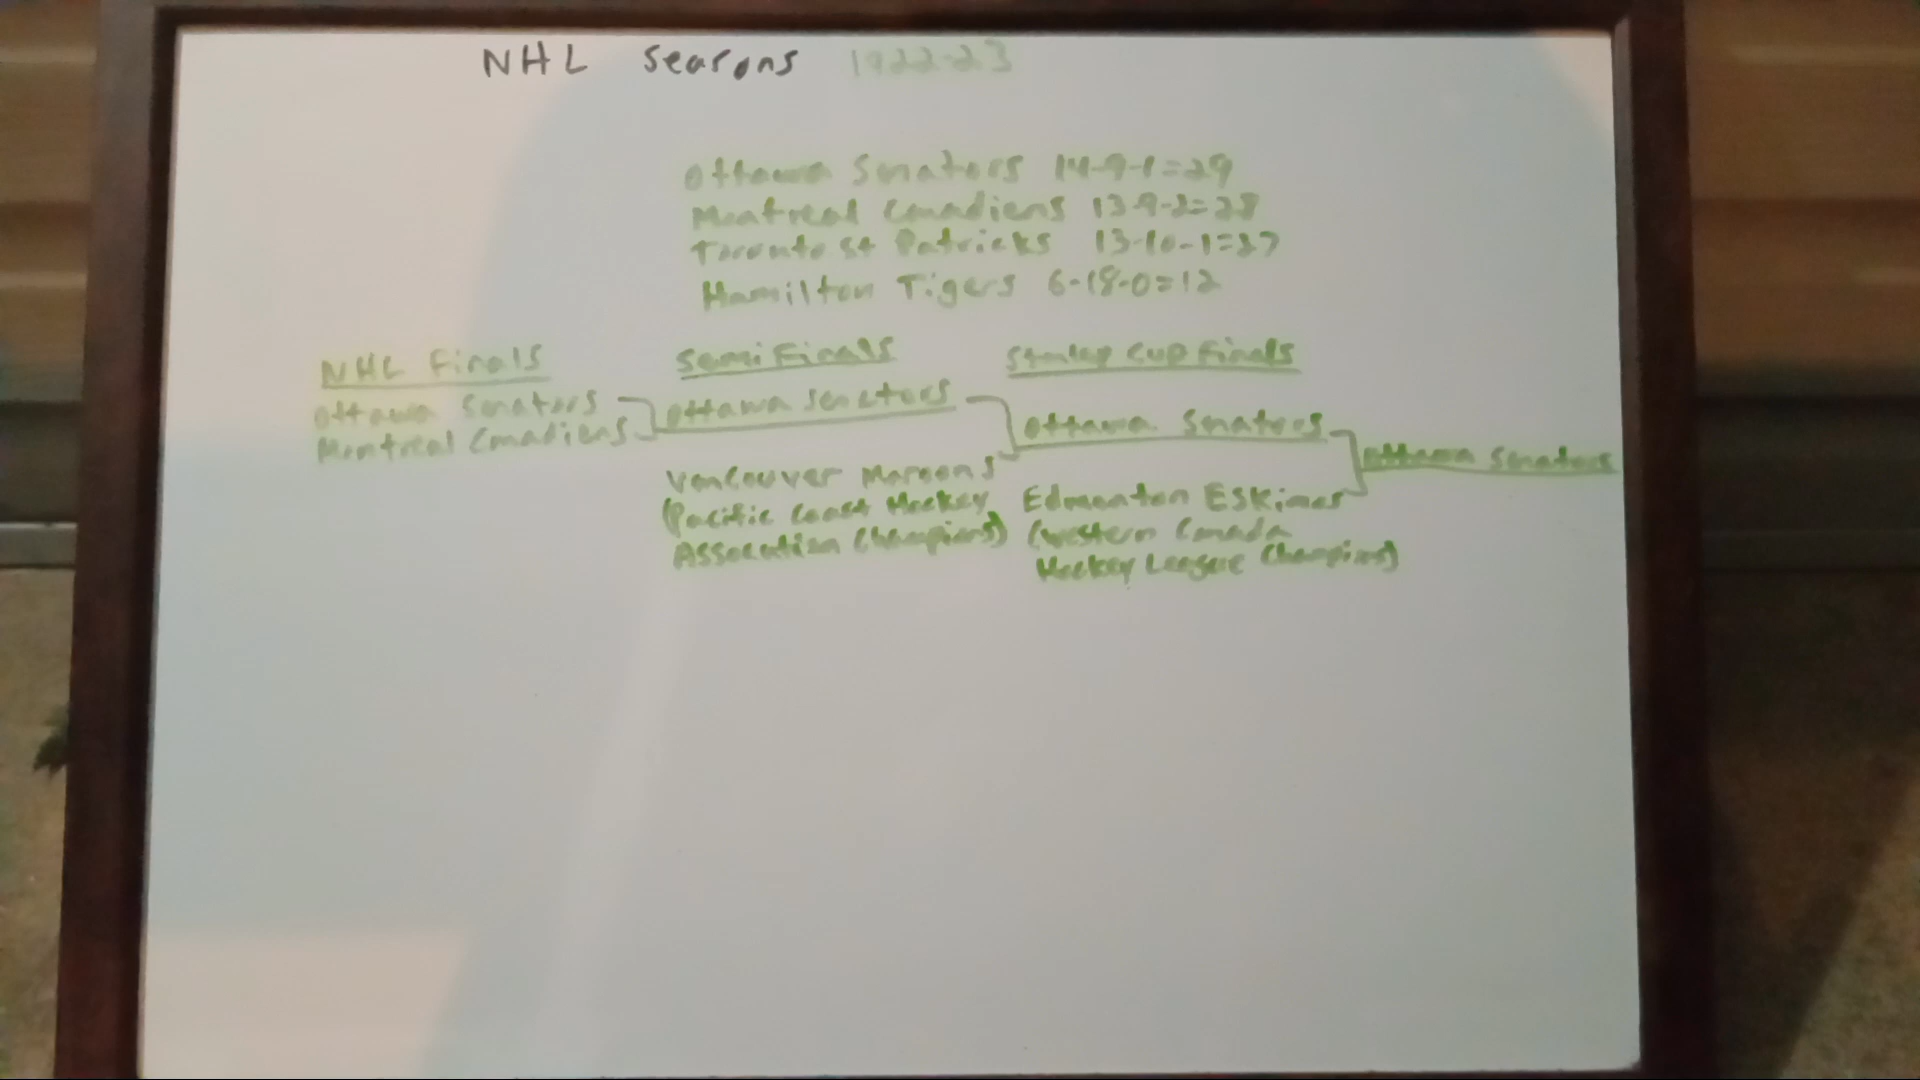 NHL Seasons 1922-23
Ottawa Senators 14-9-1=29
Montreal Canadiens 13-9-2=28
Toronto St Patricks 13-10-1=27
Hamilton Tigers 6-18-0=12
NHL Finals
Ottawa Senators
Montreal Canadiens
Semi Finals
Ottawa Senators
Vancouver Maroons
(Pacific Coast Hockey
Assocation Champions)
Stanley Cup Finals
Ottawa Senators
Edmonton Eskimos
(Western Canada
Hockey League Champions)
Ottawa Senators